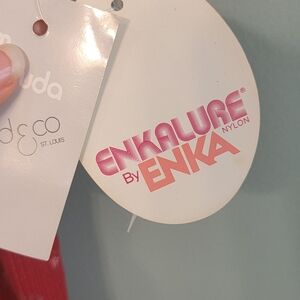 uda
d&co
ST. LOUIS
ENKALURE®
NYLON
By ENKA